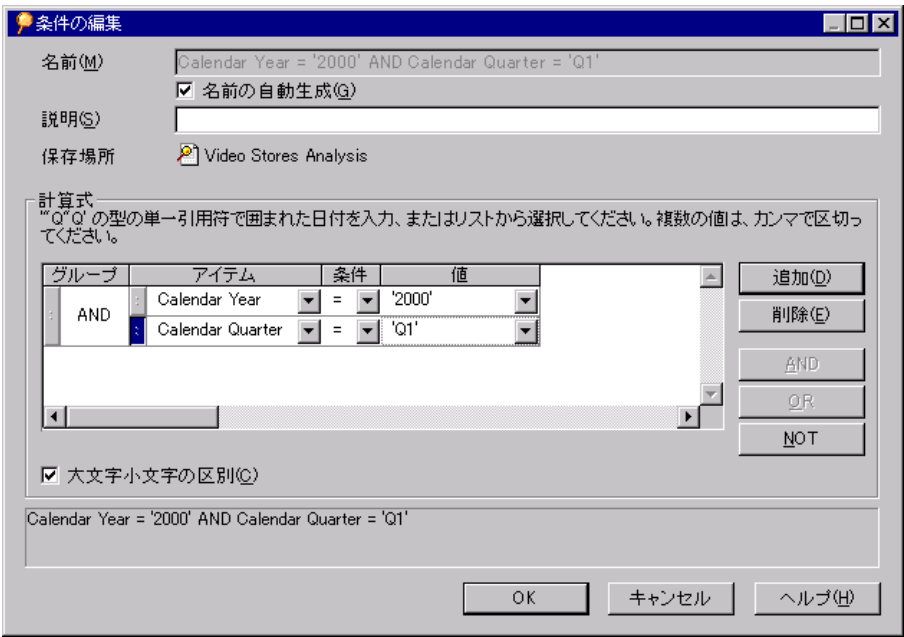 条件の編集
名前(M)
Calendar Year = '2000' AND Calendar Quarter = 'Q1'
名前の自動生成(G)
説明(S)
保存場所 Video Stores Analysis
計算式
'"Q"Q' の型の単一引用符で囲まれた日付を入力、またはリストから選択してください。複数の値は、カンマで区切っ
てください。
グループ アイテム 条件 値
追加(D)
AND
Calendar Year = '2000'
Calendar Quarter = 'Q1'
削除(E)
AND
OR
NOT
大文字小文字の区別(C)
Calendar Year = '2000' AND Calendar Quarter = 'Q1'
OK キャンセル ヘルプ(H)